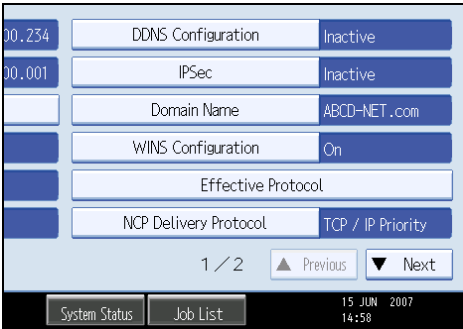 00.234 DDNS Configuration Inactive
00.001 IPSec Inactive
Domain Name ABCD-NET.com
WINS Configuration On
Effective Protocol
NCP Delivery Protocol TCP / IP Priority
1/2 ▲ Previous ▼ Next
System Status Job List 15 JUN 2007
14:58